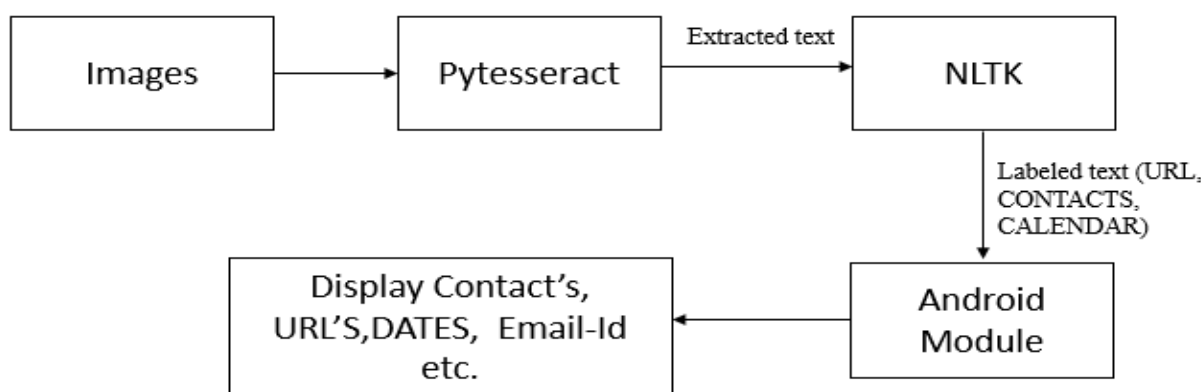 Images
Pytesseract
Extracted text
NLTK
Labeled text (URL,
CONTACTS,
CALENDAR)
Android
Module
Display Contact’s,
URL’S,DATES,  Email-Id
etc.